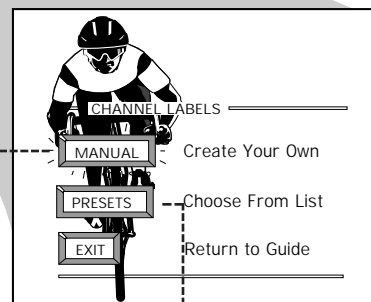 CHANNEL LABELS
MANUAL Create Your Own
PRESETS Choose From List
EXIT Return to Guide